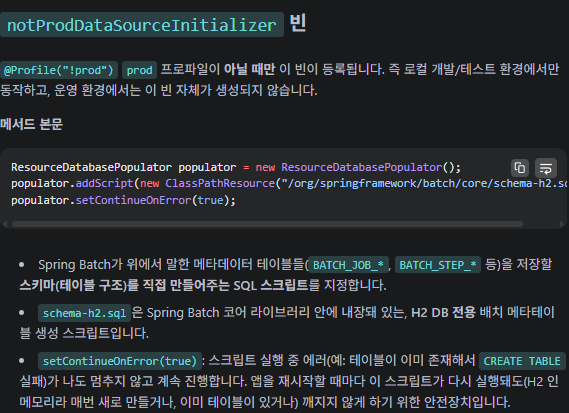 notProdDataSourceInitializer 빈
@Profile("!prod") prod 프로파일이 아닐 때만 이 빈이 등록됩니다. 즉 로컬 개발/테스트 환경에서만
동작하고, 운영 환경에서는 이 빈 자체가 생성되지 않습니다.
메서드 본문
ResourceDatabasePopulator populator = new ResourceDatabasePopulator();
populator.addScript(new ClassPathResource("/org/springframework/batch/core/schema-h2.sc
populator.setContinueOnError(true);
• Spring Batch가 위에서 말한 메타데이터 테이블들( BATCH_JOB_* , BATCH_STEP_* 등)을 저장할
스키마(테이블 구조)를 직접 만들어주는 SQL 스크립트를 지정합니다.
• schema-h2.sql 은 Spring Batch 코어 라이브러리 안에 내장돼 있는, H2 DB 전용 배치 메타테이
블 생성 스크립트입니다.
• setContinueOnError(true) : 스크립트 실행 중 에러(예: 테이블이 이미 존재해서 CREATE TABLE
실패)가 나도 멈추지 않고 계속 진행합니다. 앱을 재시작할 때마다 이 스크립트가 다시 실행돼도(H2 인
메모리라 매번 새로 만들거나, 이미 테이블이 있거나) 깨지지 않게 하기 위한 안전장치입니다.